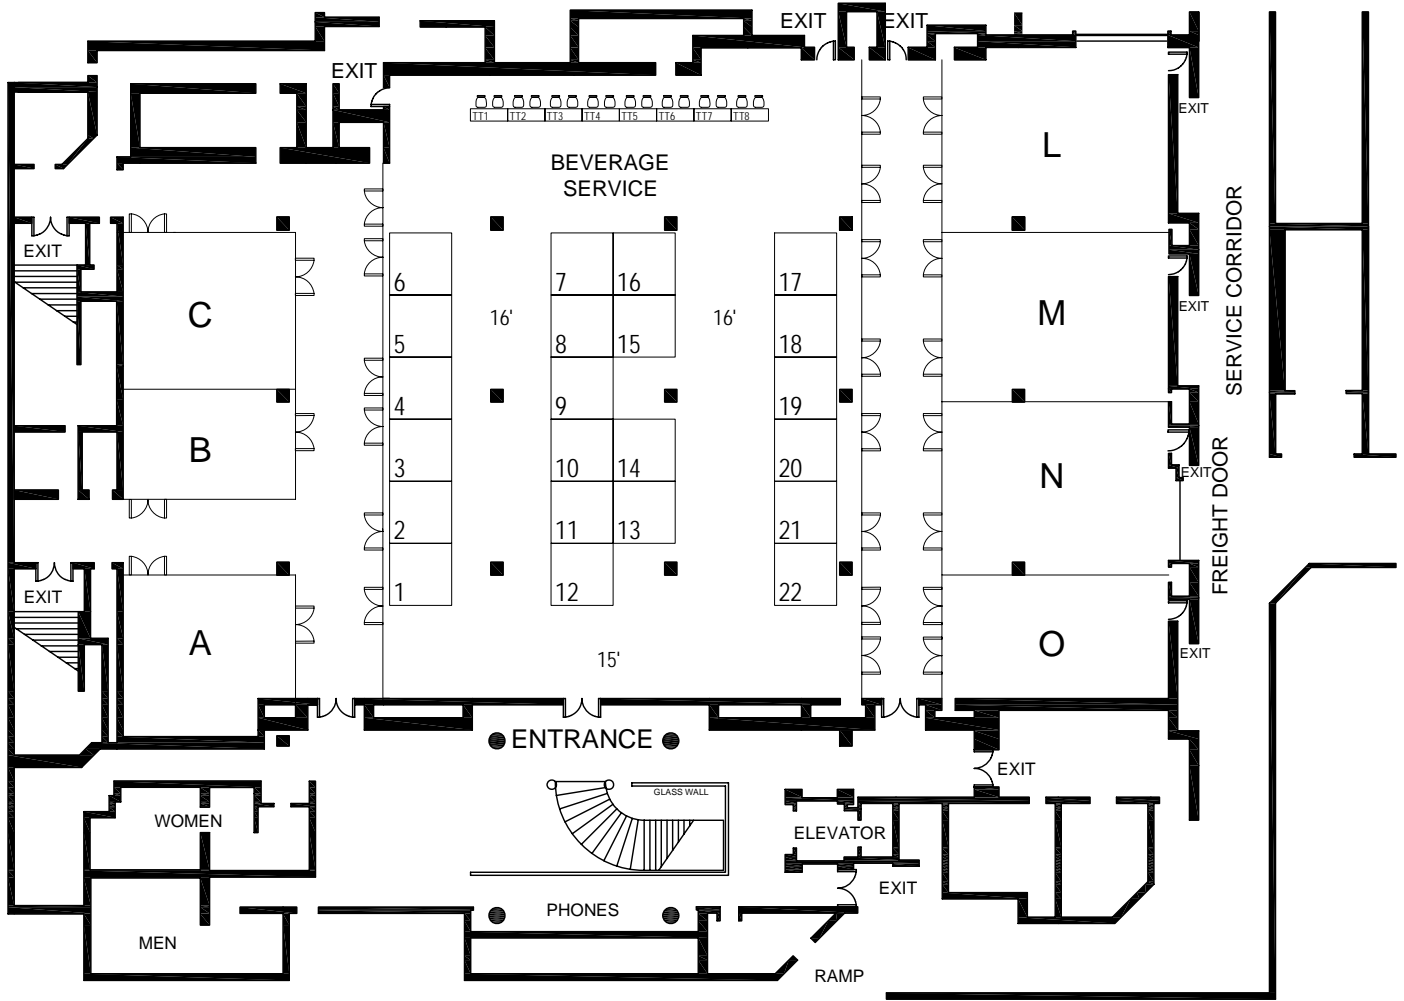 EXIT EXIT
EXIT
TT1 TT2 TT3 TT4 TT5 TT6 TT7 TT8
EXIT
BEVERAGE
SERVICE
L
SERVICE CORRIDOR
EXIT
6 7 16 17
C 16' 16' M
EXIT
5 8 15 18
4 9 19
B
3 10 14 20
N
EXIT
FREIGHT DOOR
2 11 13 21
EXIT
1 12 22
A
O
EXIT
15'
ENTRANCE
EXIT
GLASS WALL
WOMEN
ELEVATOR
EXIT
PHONES
MEN
RAMP